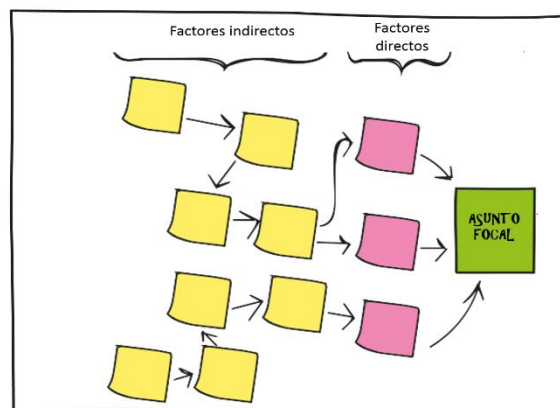 Factores indirectos
Factores
directos
ASUNTO
FOCAL